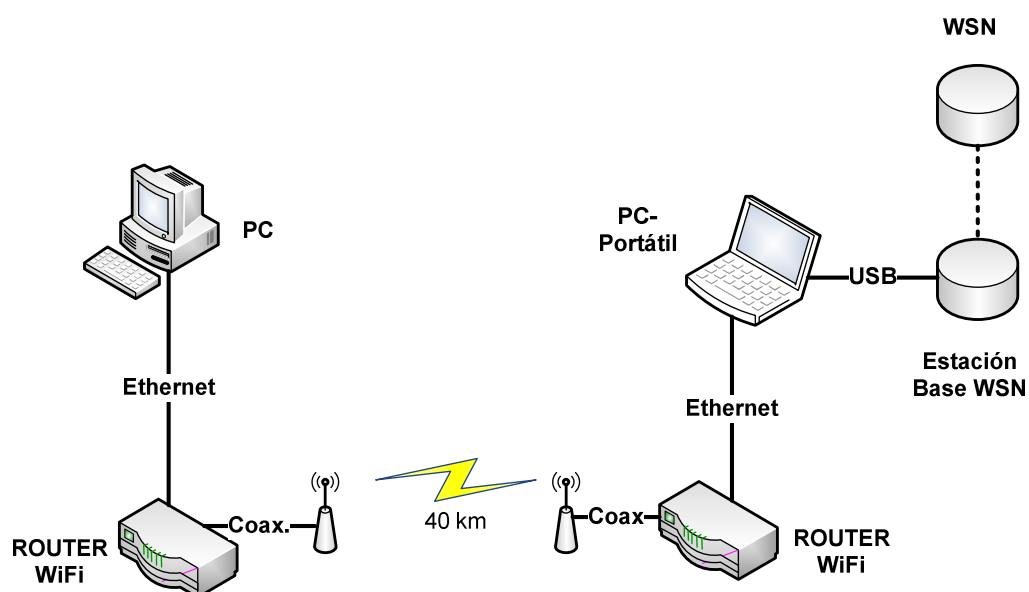 WSN
PC
PC-
Portátil
USB
Estación
Base WSN
Ethernet
Ethernet
Coax.
40 km
Coax
ROUTER
WiFi
ROUTER
WiFi